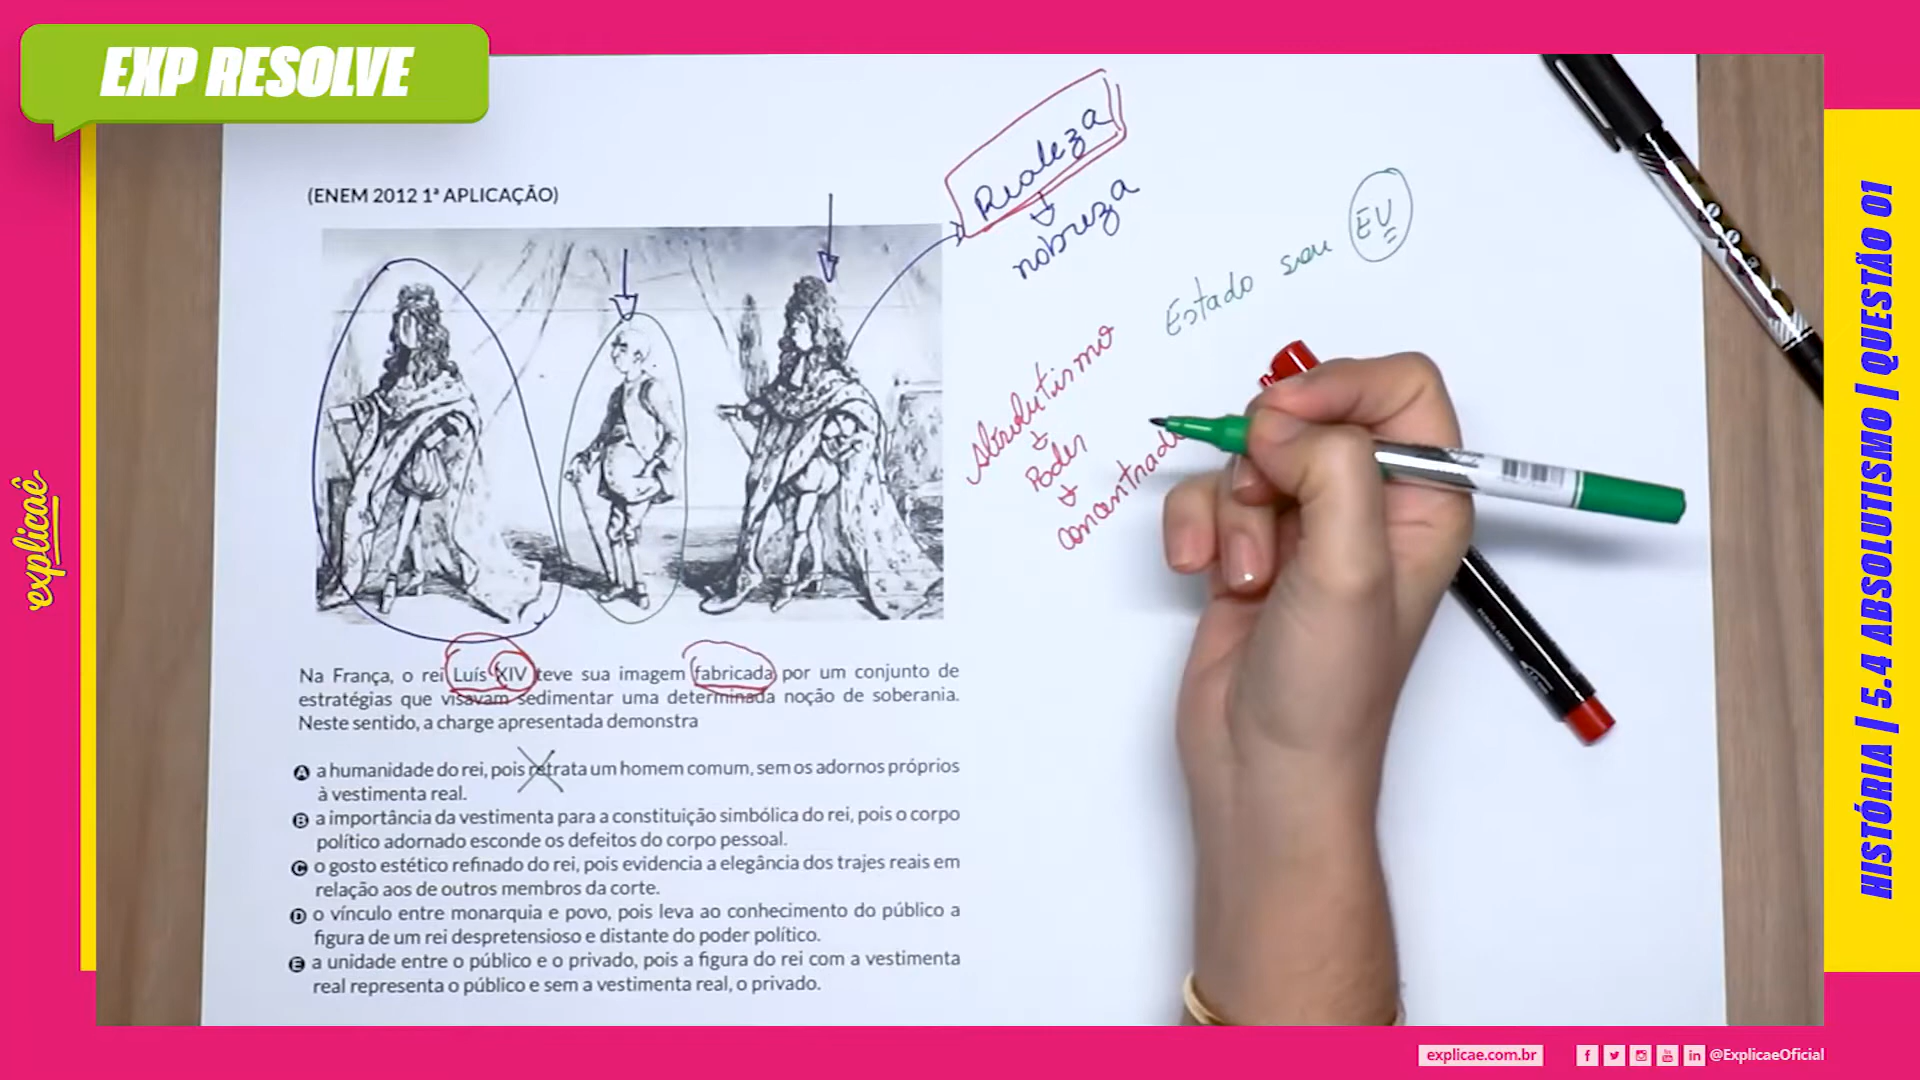 EXP RESOLVE
(ENEM 2012 1ª APLICAÇÃO)
Realeza
nobreza
Estado sou EU
Absolutismo
Poder
concentrado
Na França, o rei Luís XIV teve sua imagem fabricada por um conjunto de
estratégias que visavam sedimentar uma determinada noção de soberania.
Neste sentido, a charge apresentada demonstra
A a humanidade do rei, pois retrata um homem comum, sem os adornos próprios
à vestimenta real.
B a importância da vestimenta para a constituição simbólica do rei, pois o corpo
político adornado esconde os defeitos do corpo pessoal.
C o gosto estético refinado do rei, pois evidencia a elegância dos trajes reais em
relação aos de outros membros da corte.
D o vínculo entre monarquia e povo, pois leva ao conhecimento do público a
figura de um rei despretensioso e distante do poder político.
E a unidade entre o público e o privado, pois a figura do rei com a vestimenta
real representa o público e sem a vestimenta real, o privado.
explicaê
HISTÓRIA | 5.4 ABSOLUTISMO | QUESTÃO 01
explicae.com.br
@ExplicaeOficial